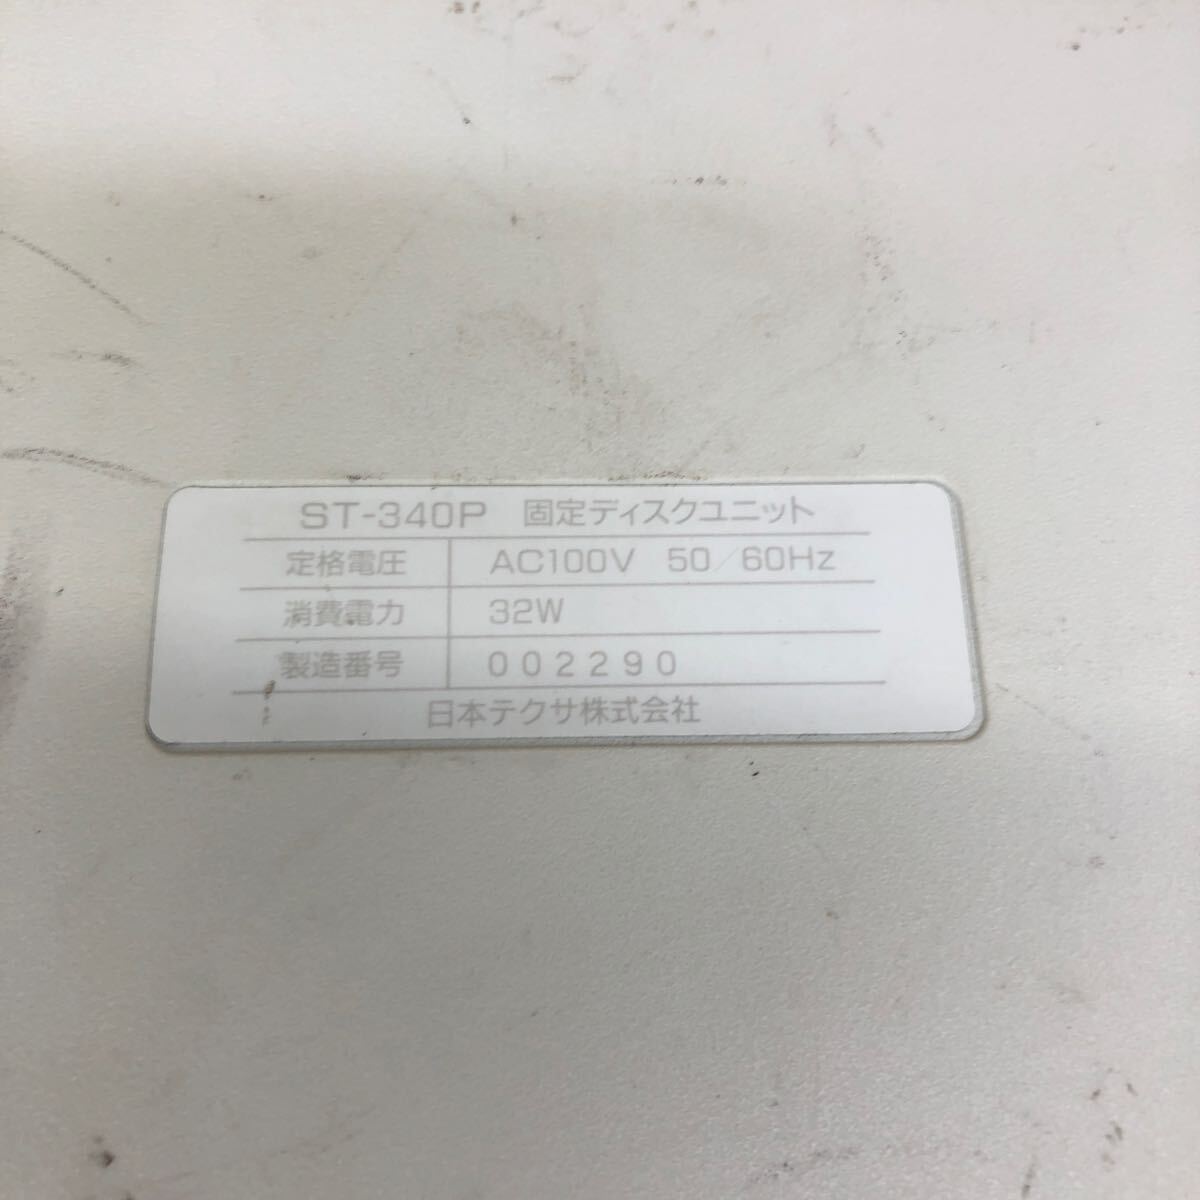 ST-340P 固定ディスクユニット
定格電圧 AC100V 50/60Hz
消費電力 32W
製造番号 002290
日本テクサ株式会社